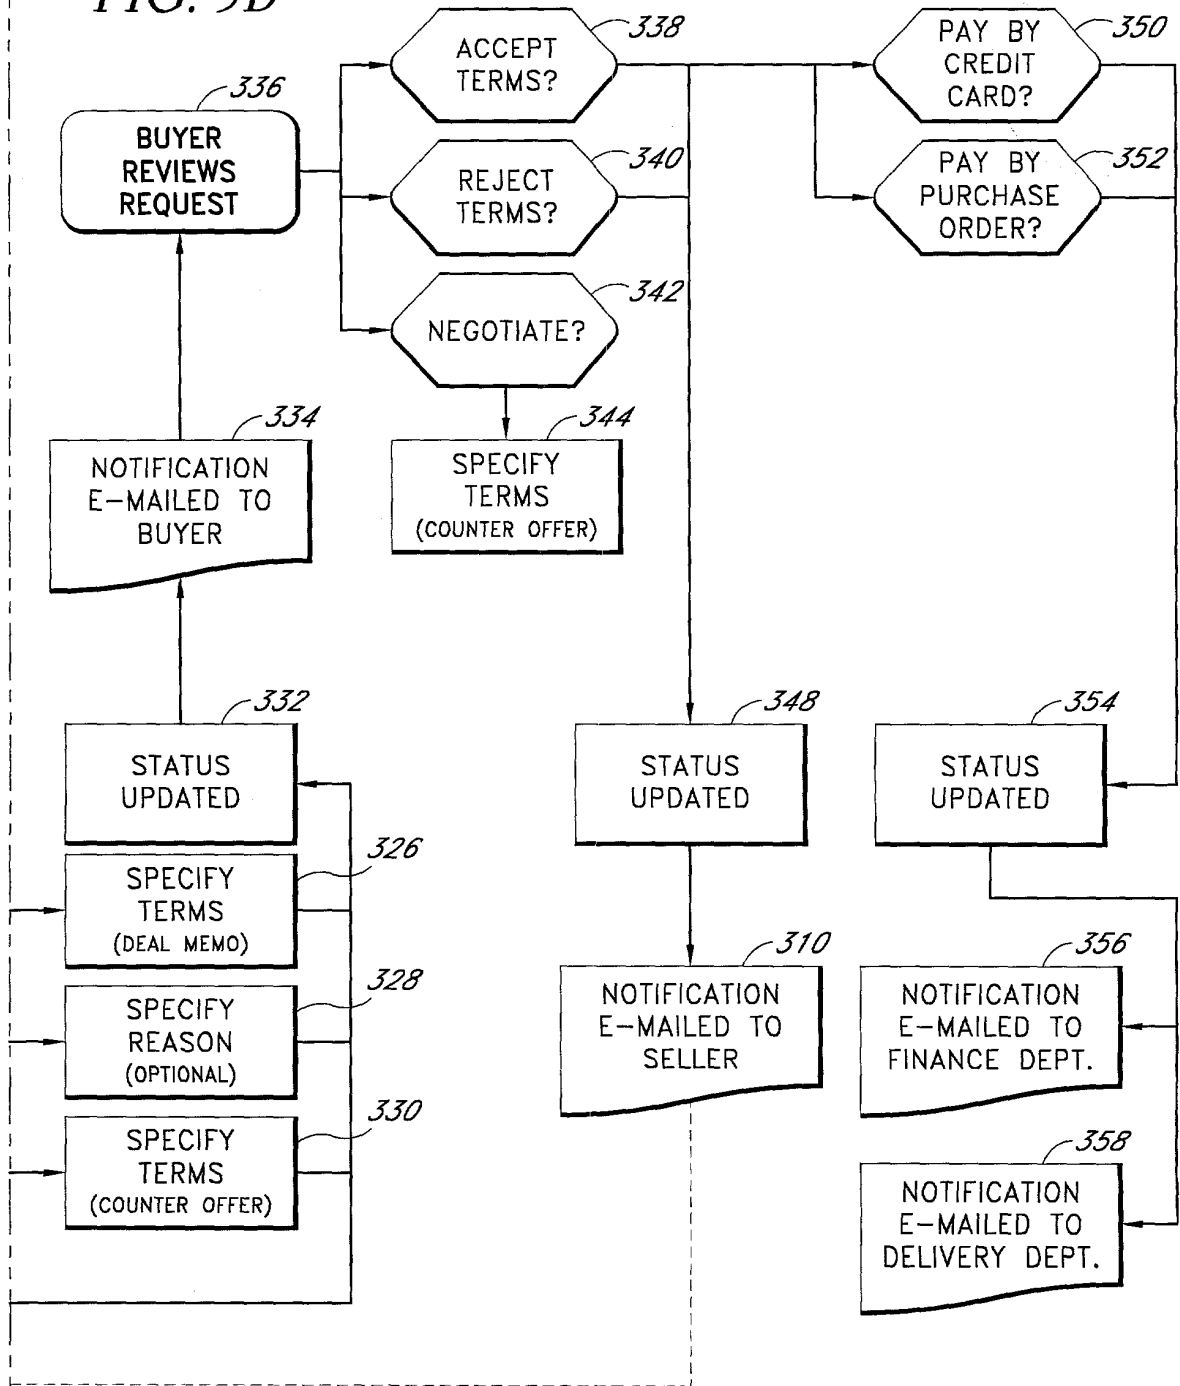 336
BUYER
REVIEWS
REQUEST
338
ACCEPT
TERMS?
340
REJECT
TERMS?
342
NEGOTIATE?
344
SPECIFY
TERMS
(COUNTER OFFER)
350
PAY BY
CREDIT
CARD?
352
PAY BY
PURCHASE
ORDER?
334
NOTIFICATION
E-MAILED TO
BUYER
332
STATUS
UPDATED
326
SPECIFY
TERMS
(DEAL MEMO)
328
SPECIFY
REASON
(OPTIONAL)
330
SPECIFY
TERMS
(COUNTER OFFER)
348
STATUS
UPDATED
310
NOTIFICATION
E-MAILED TO
SELLER
354
STATUS
UPDATED
356
NOTIFICATION
E-MAILED TO
FINANCE DEPT.
358
NOTIFICATION
E-MAILED TO
DELIVERY DEPT.